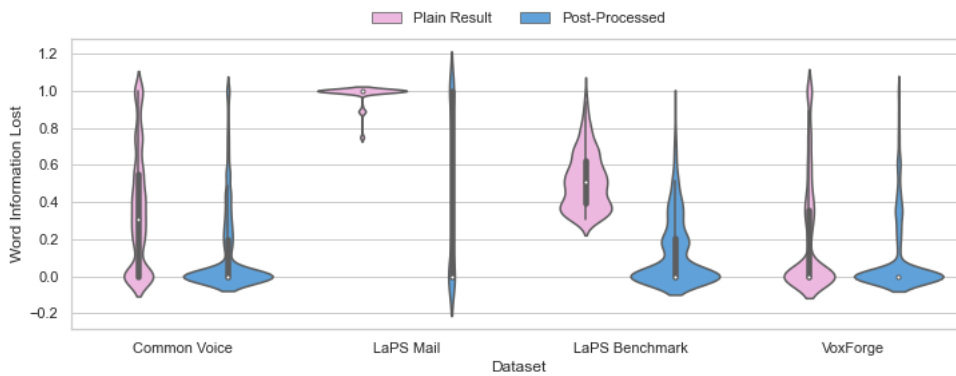 Plain Result Post-Processed
1.2
1.0
0.8
0.6
0.4
0.2
0.0
−0.2
Word Information Lost
Common Voice LaPS Mail LaPS Benchmark VoxForge
Dataset